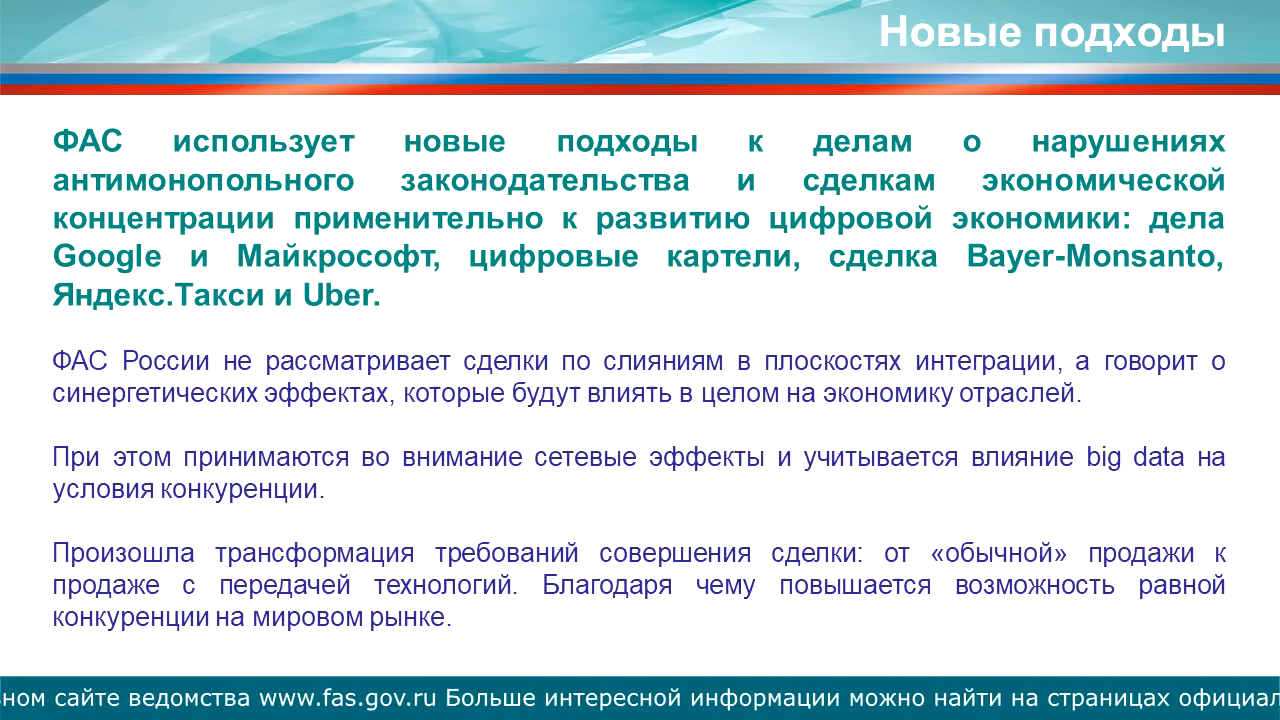 Новые подходы
ФАС использует новые подходы к делам о нарушениях
антимонопольного законодательства и сделкам экономической
концентрации применительно к развитию цифровой экономики: дела
Google и Майкрософт, цифровые картели, сделка Bayer-Monsanto,
Яндекс.Такси и Uber.
ФАС России не рассматривает сделки по слияниям в плоскостях интеграции, а говорит о
синергетических эффектах, которые будут влиять в целом на экономику отраслей.
При этом принимаются во внимание сетевые эффекты и учитывается влияние big data на
условия конкуренции.
Произошла трансформация требований совершения сделки: от «обычной» продажи к
продаже с передачей технологий. Благодаря чему повышается возможность равной
конкуренции на мировом рынке.
ном сайте ведомства www.fas.gov.ru Больше интересной информации можно найти на страницах официал